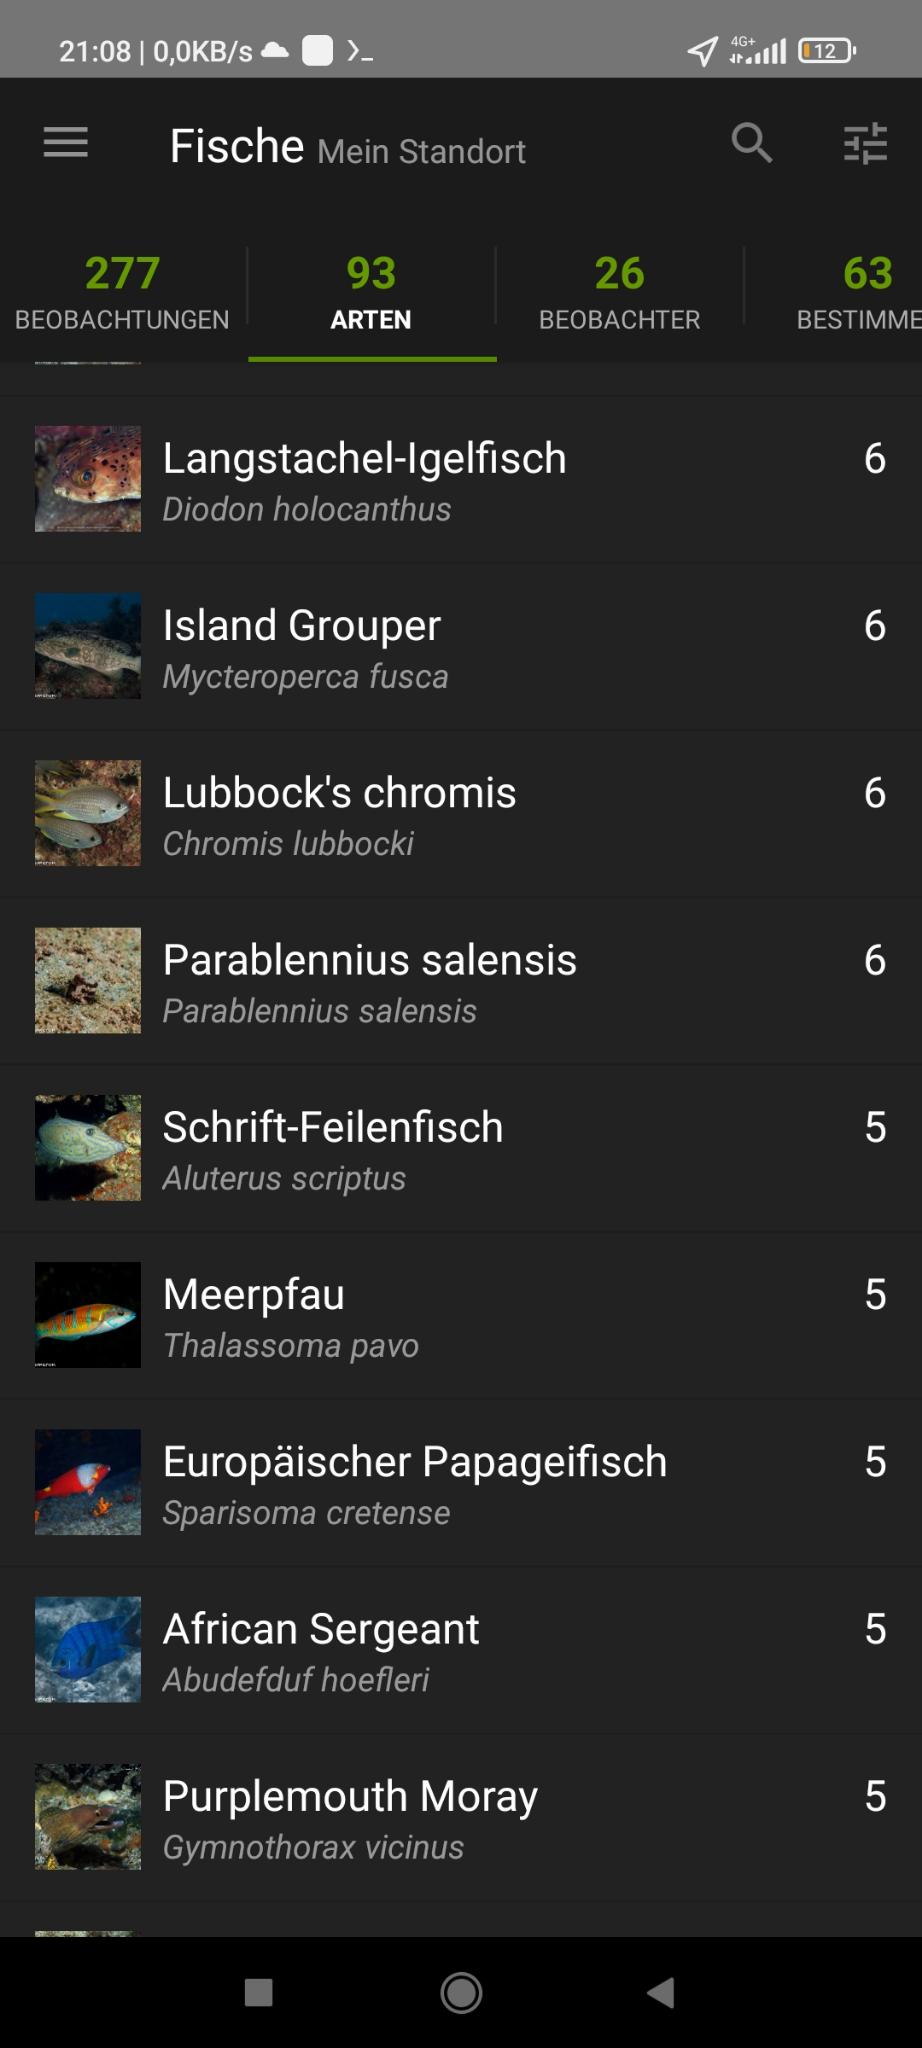 21:08 | 0,0KB/s
4G+
12
Fische Mein Standort
277
BEOBACHTUNGEN
93
ARTEN
26
BEOBACHTER
63
BESTIMME
Langstachel-Igelfisch
6
Diodon holocanthus
Island Grouper
6
Mycteroperca fusca
Lubbock's chromis
6
Chromis lubbocki
Parablennius salensis
6
Parablennius salensis
Schrift-Feilenfisch
5
Aluterus scriptus
Meerpfau
5
Thalassoma pavo
Europäischer Papageifisch
5
Sparisoma cretense
African Sergeant
5
Abudefduf hoefleri
Purplemouth Moray
5
Gymnothorax vicinus